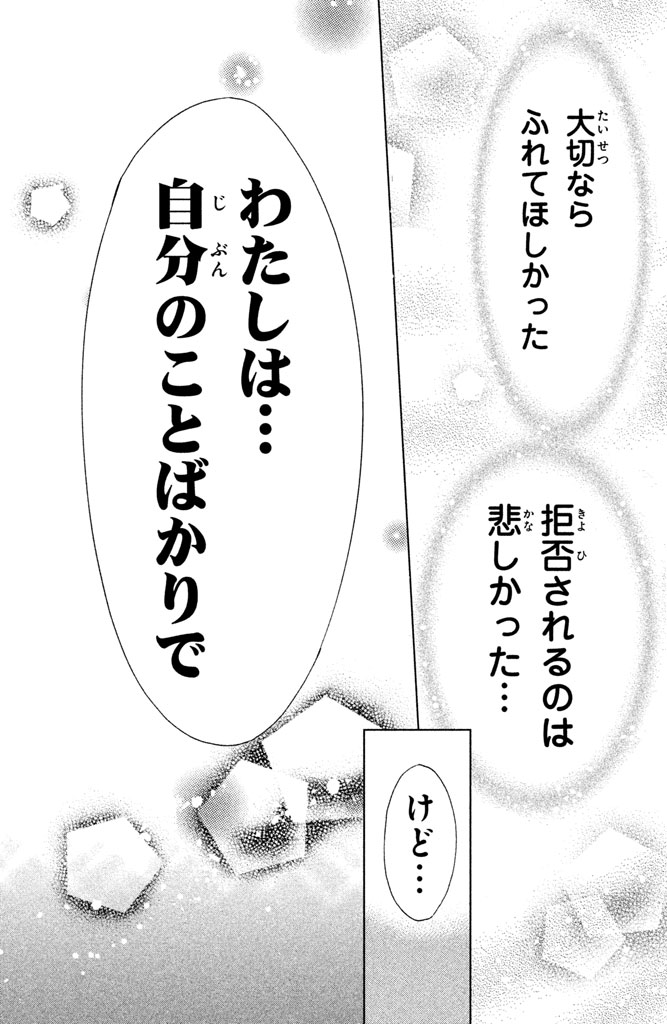 大切なら
ふれてほしかった
拒否されるのは
悲しかった…
けど…
わたしは…
自分のことばかりで